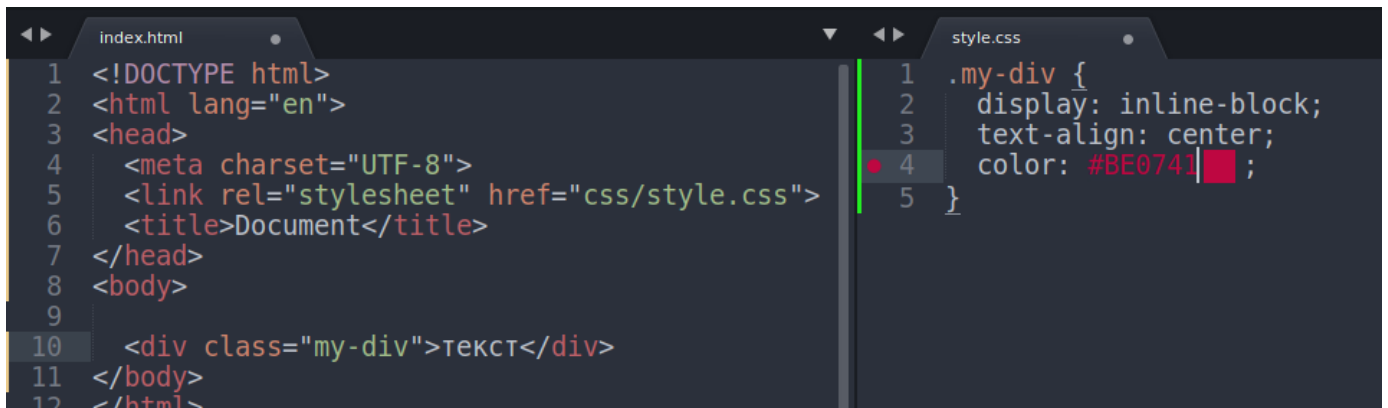 index.html
1 <!DOCTYPE html>
2 <html lang="en">
3 <head>
4 <meta charset="UTF-8">
5 <link rel="stylesheet" href="css/style.css">
6 <title>Document</title>
7 </head>
8 <body>
9
10 <div class="my-div">текст</div>
11 </body>
12 </html>
style.css
1 .my-div {
2 display: inline-block;
3 text-align: center;
4 color: #BE0741 ;
5 }